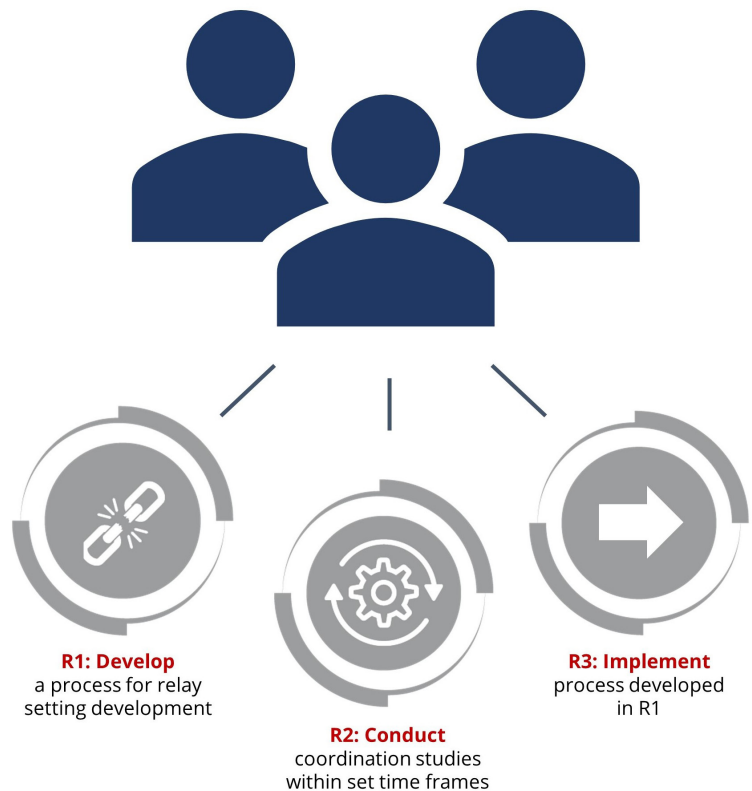 R1: Develop
a process for relay
setting development
R2: Conduct
coordination studies
within set time frames
R3: Implement
process developed
in R1